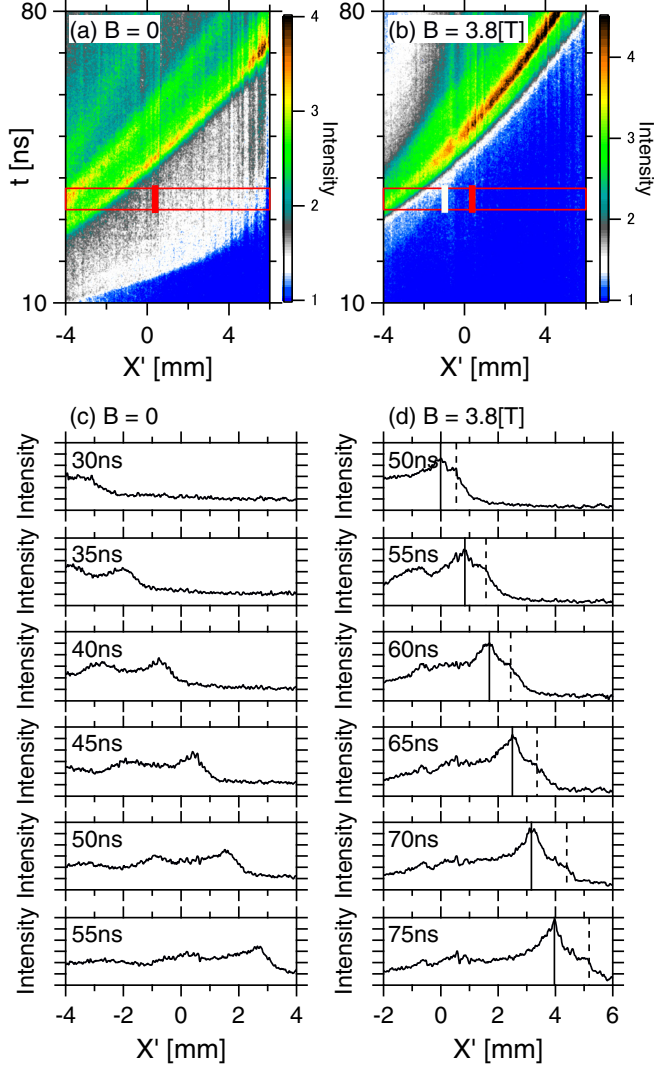 (a) B = 0
(b) B = 3.8[T]
80
10
t [ns]
-4 0 4
X' [mm]
4
3
2
1
Intensity
80
10
-4 0 4
X' [mm]
4
3
2
1
Intensity
(c) B = 0
(d) B = 3.8[T]
Intensity 30ns
Intensity 50ns
Intensity 35ns
Intensity 55ns
Intensity 40ns
Intensity 60ns
Intensity 45ns
Intensity 65ns
Intensity 50ns
Intensity 70ns
Intensity 55ns
Intensity 75ns
-4 -2 0 2 4
-2 0 2 4 6
X' [mm]
X' [mm]